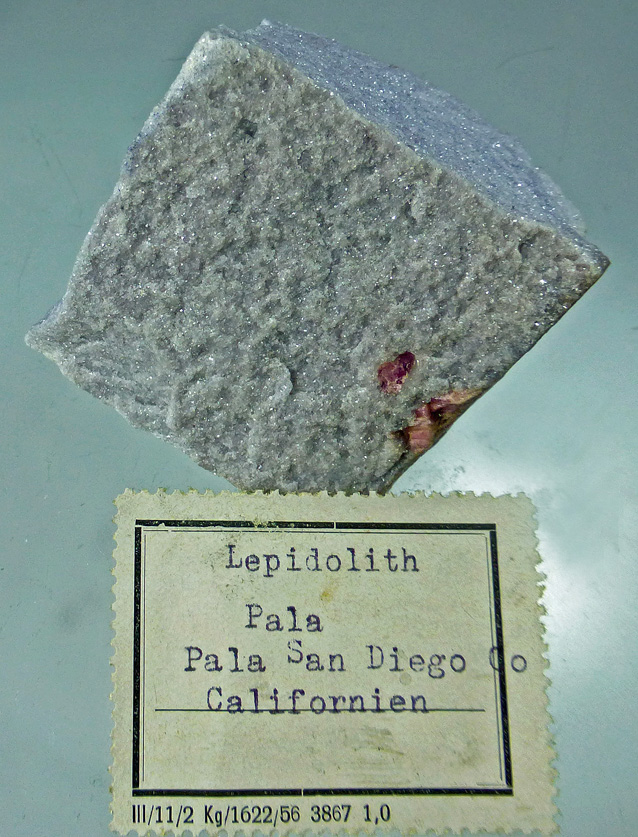 Lepidolith
Pala
Pala San Diego Co
Californien
III/11/2 Kg/1622/56 3867 1,0